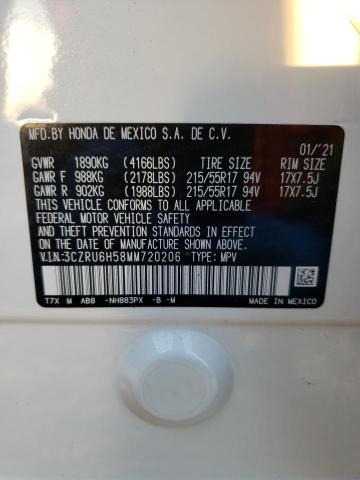 MFD.BY HONDA DE MEXICO S.A. DE C.V.
01/'21
GVWR 1890KG (4166LBS) TIRE SIZE RIM SIZE
GAWR F 988KG (2178LBS) 215/55R17 94V 17X7.5J
GAWR R 902KG (1988LBS) 215/55R17 94V 17X7.5J
THIS VEHICLE CONFORMS TO ALL APPLICABLE
FEDERAL MOTOR VEHICLE SAFETY
AND THEFT PREVENTION STANDARDS IN EFFECT
ON THE DATE OF MANUFACTURE SHOWN ABOVE.
V.I.N:3CZRU6H58MM720206 TYPE: MPV
T7X M AB8 -NH883PX -B -M
MADE IN MEXICO